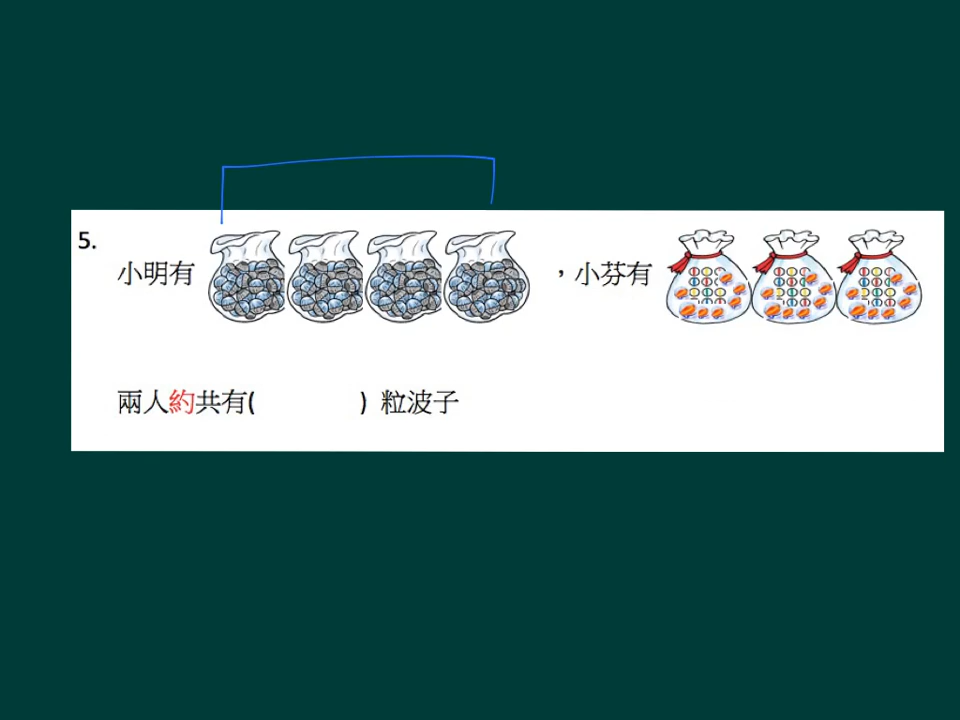 5.
小明有 ，小芬有
兩人約共有( ) 粒波子